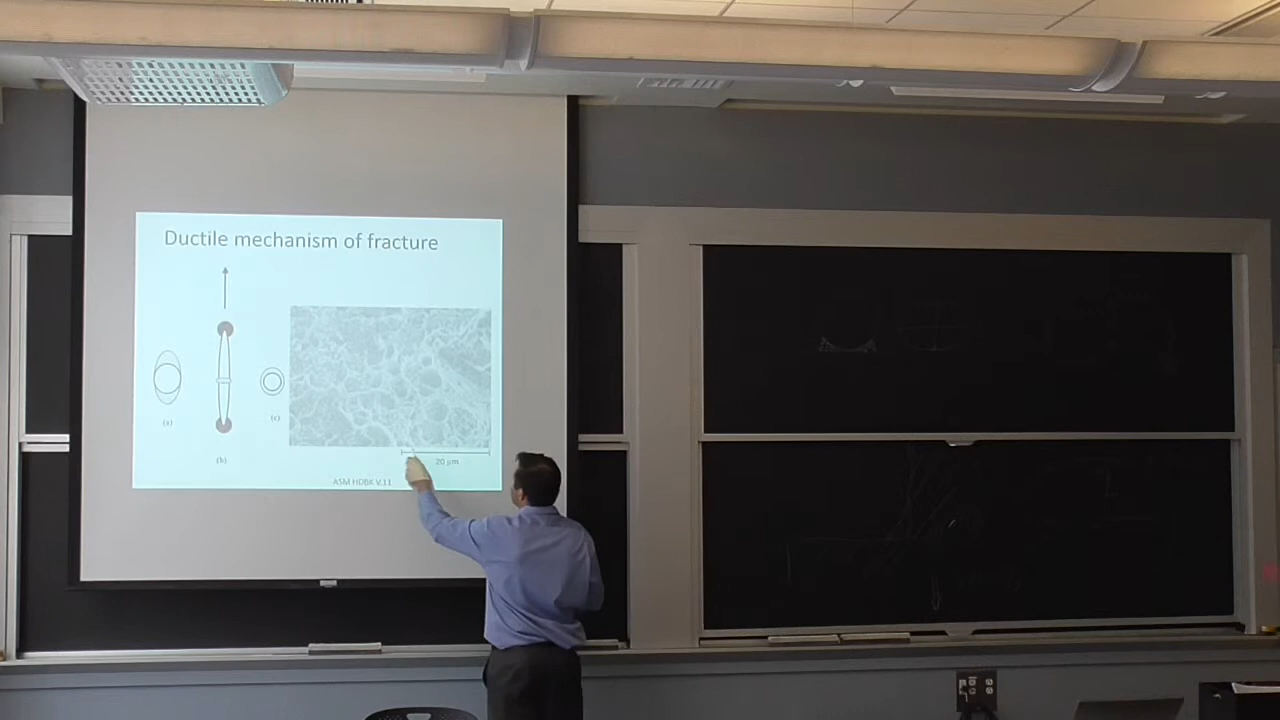 Ductile mechanism of fracture
(a)
(b)
(c)
20 µm
ASM HDBK V.11